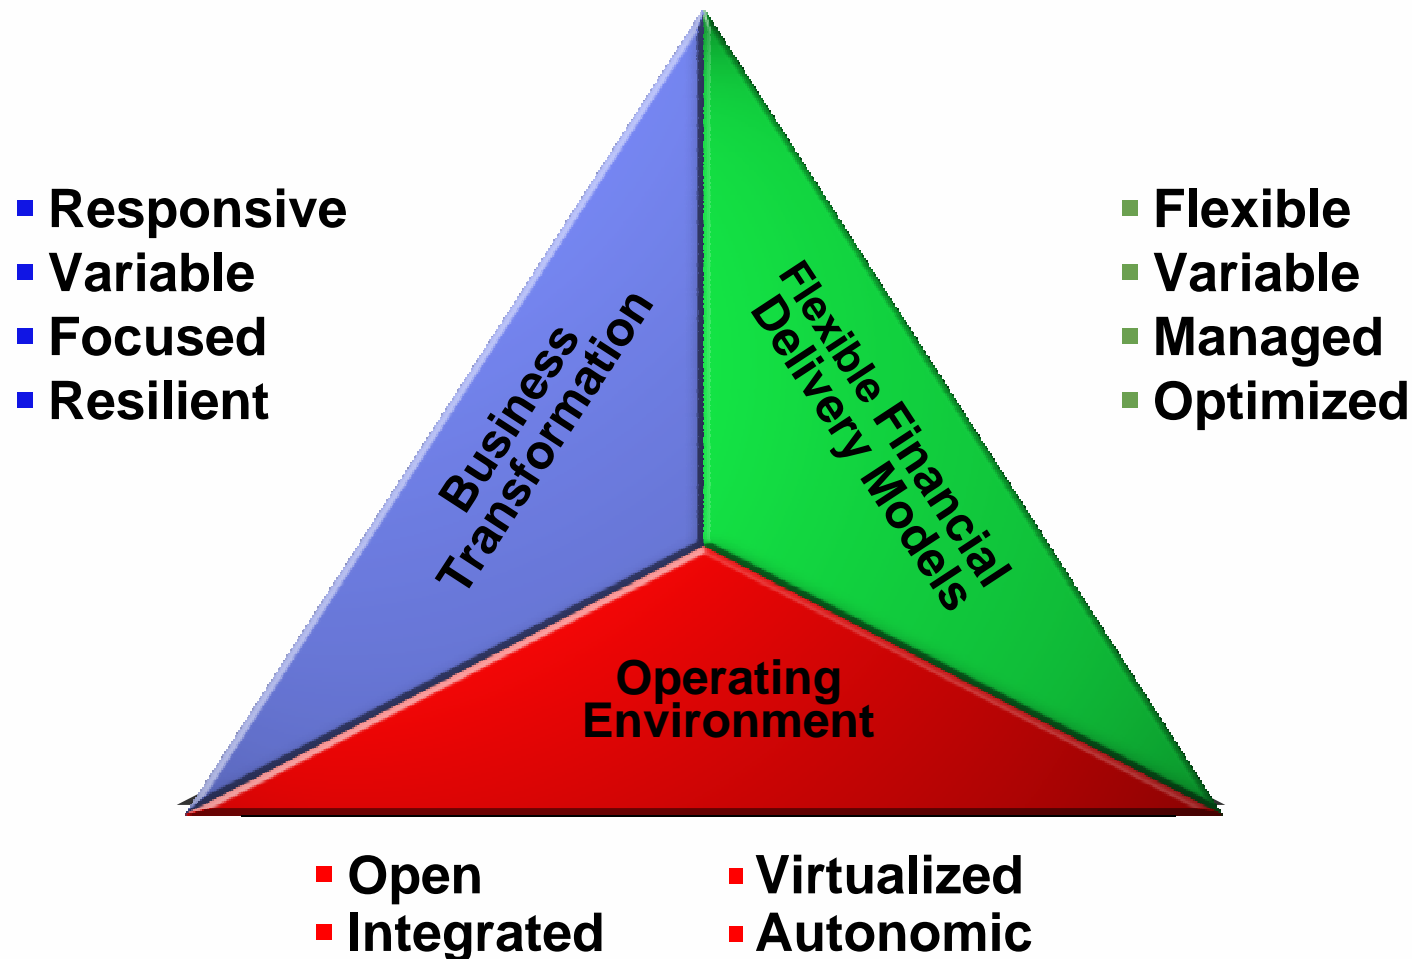 Responsive
Variable
Focused
Resilient
Business
Transformation
Flexible Financial
Delivery Models
Flexible
Variable
Managed
Optimized
Operating
Environment
Open
Integrated
Virtualized
Autonomic